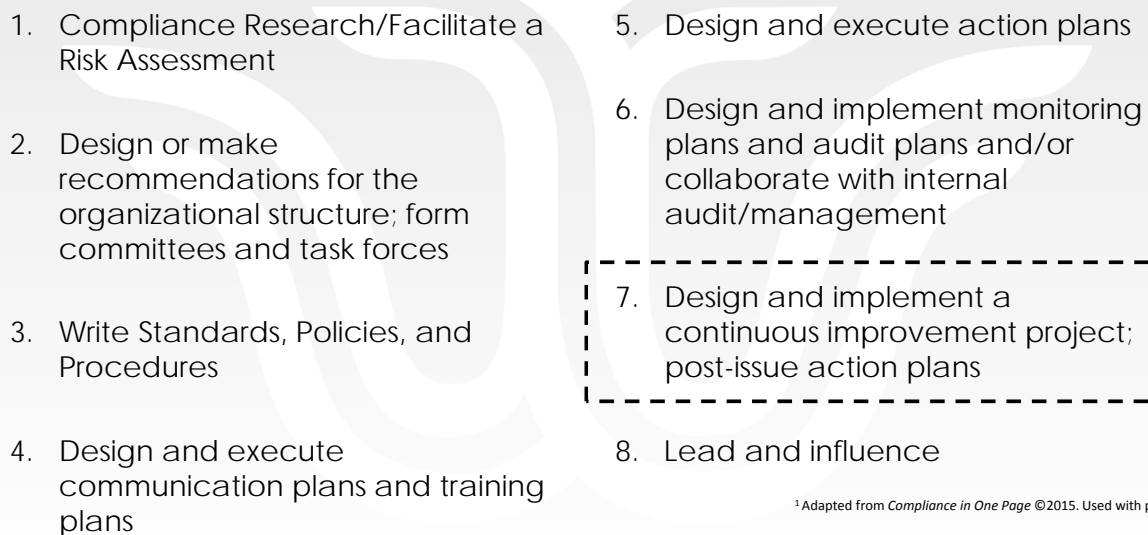 1. Compliance Research/Facilitate a
Risk Assessment
2. Design or make
recommendations for the
organizational structure; form
committees and task forces
3. Write Standards, Policies, and
Procedures
4. Design and execute
communication plans and training
plans
5. Design and execute action plans
6. Design and implement monitoring
plans and audit plans and/or
collaborate with internal
audit/management
7. Design and implement a
continuous improvement project;
post-issue action plans
8. Lead and influence
1 Adapted from Compliance in One Page ©2015. Used with p